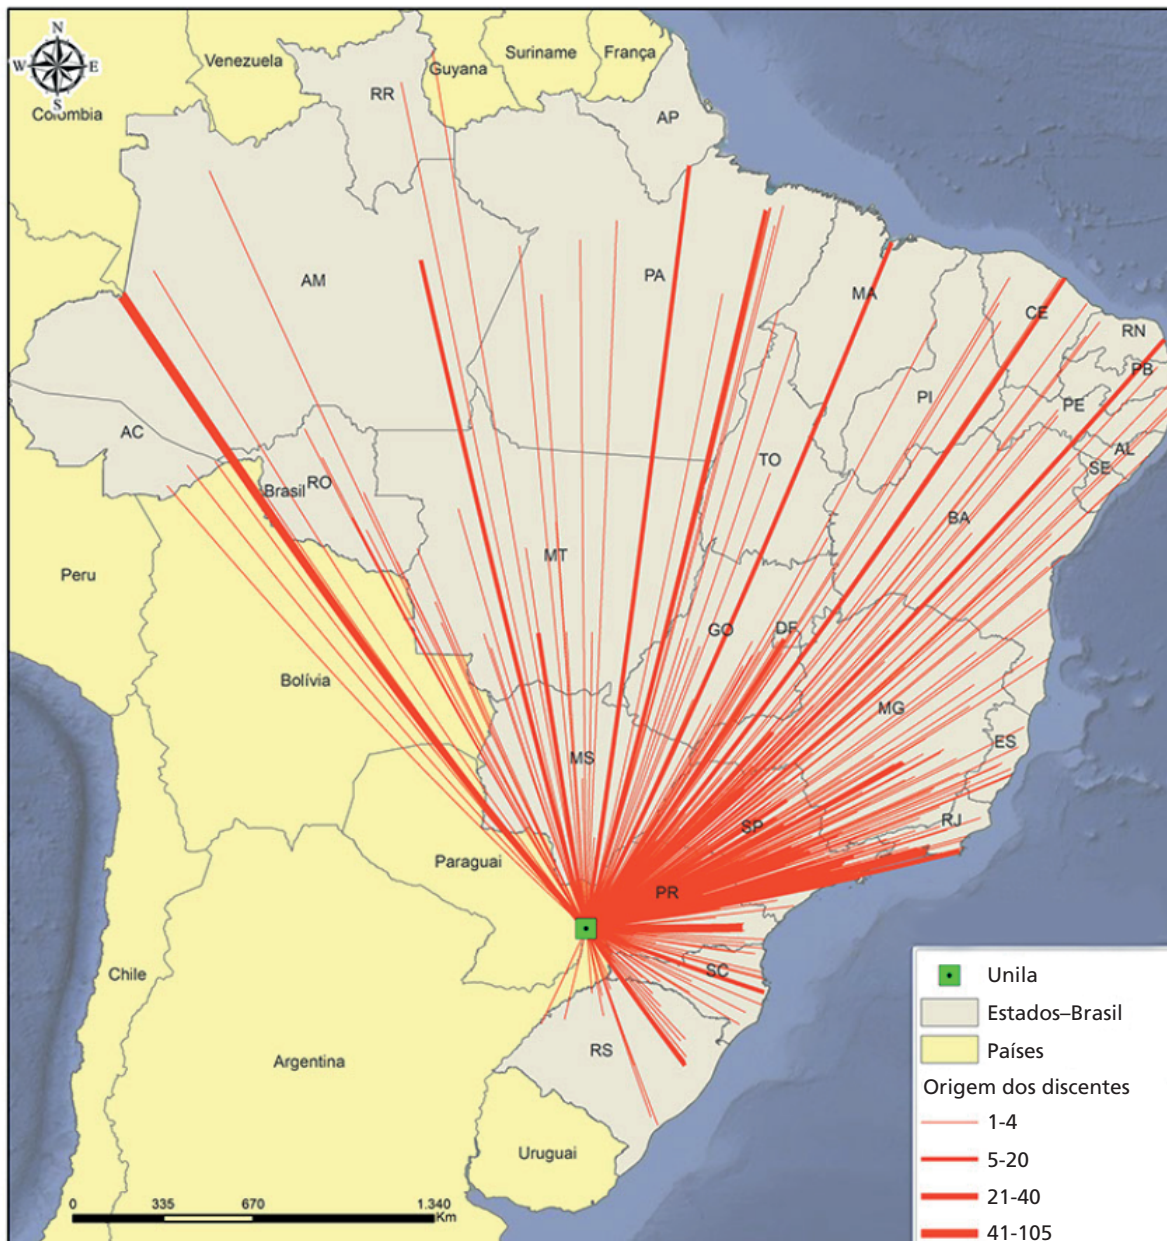 N
W E
S
Venezuela
Suriname
França
Guyana
Colombia
RR
AP
AM
PA
MA
CE
RN
PB
PI
PE
AC
AL
SE
TO
RO
Brasil
BA
MT
Peru
GO
DF
Bolívia
MG
ES
MS
SP
RJ
Paraguai
PR
SC
Chile
RS
Argentina
Uruguai
0 335 670 1.340
Km
Unila
Estados–Brasil
Países
Origem dos discentes
1-4
5-20
21-40
41-105